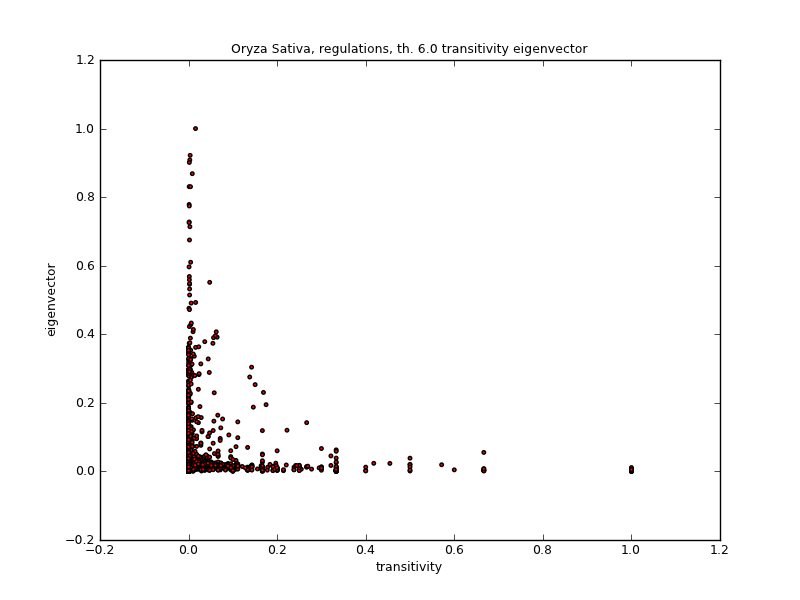 Oryza Sativa, regulations, th. 6.0 transitivity eigenvector
1.2
1.0
0.8
0.6
0.4
0.2
0.0
−0.2
eigenvector
−0.2 0.0 0.2 0.4 0.6 0.8 1.0 1.2
transitivity